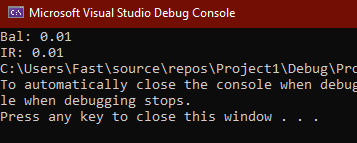 Microsoft Visual Studio Debug Console
Bal: 0.01
IR: 0.01
C:\Users\Fast\source\repos\Project1\Debug\Pro
To automatically close the console when debug
le when debugging stops.
Press any key to close this window . . .